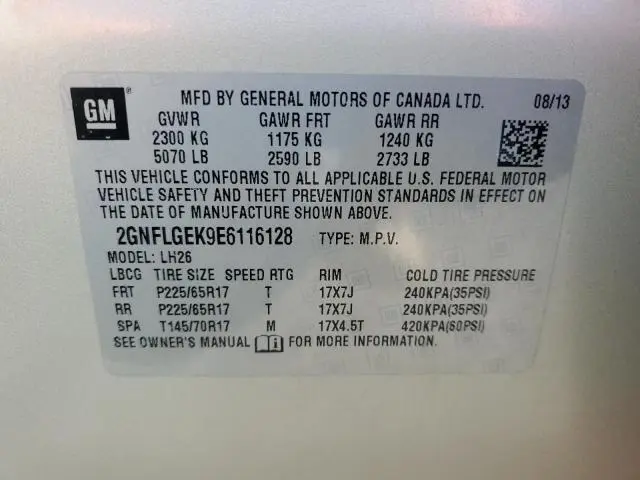 GM
MFD BY GENERAL MOTORS OF CANADA LTD. 08/13
GVWR GAWR FRT GAWR RR
2300 KG 1175 KG 1240 KG
5070 LB 2590 LB 2733 LB
THIS VEHICLE CONFORMS TO ALL APPLICABLE U.S. FEDERAL MOTOR
VEHICLE SAFETY AND THEFT PREVENTION STANDARDS IN EFFECT ON
THE DATE OF MANUFACTURE SHOWN ABOVE.
2GNFLGEK9E6116128 TYPE: M.P.V.
MODEL: LH26
LBCG TIRE SIZE SPEED RTG RIM COLD TIRE PRESSURE
FRT P225/65R17 T 17X7J 240KPA(35PSI)
RR P225/65R17 T 17X7J 240KPA(35PSI)
SPA T145/70R17 M 17X4.5T 420KPA(60PSI)
SEE OWNER'S MANUAL FOR MORE INFORMATION.